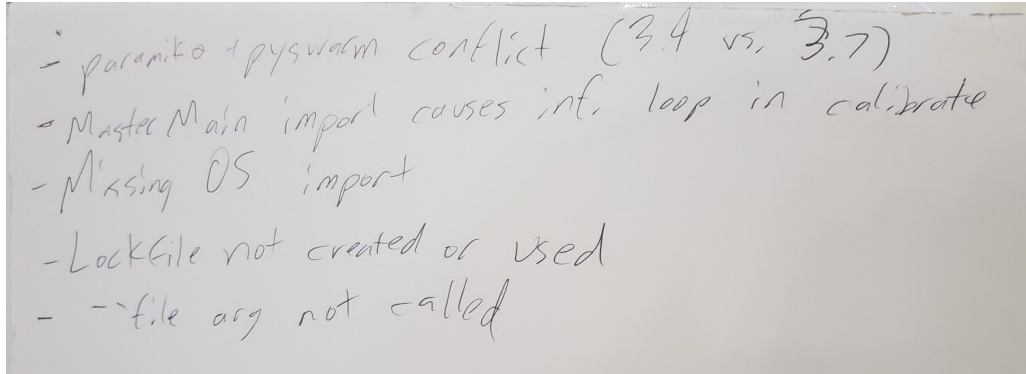 - paramiko + pyswarm conflict (3.4 vs. 3.7)
- MasterMain import causes inf. loop in calibrate
- Missing OS import
- Lockfile not created or used
- --file arg not called